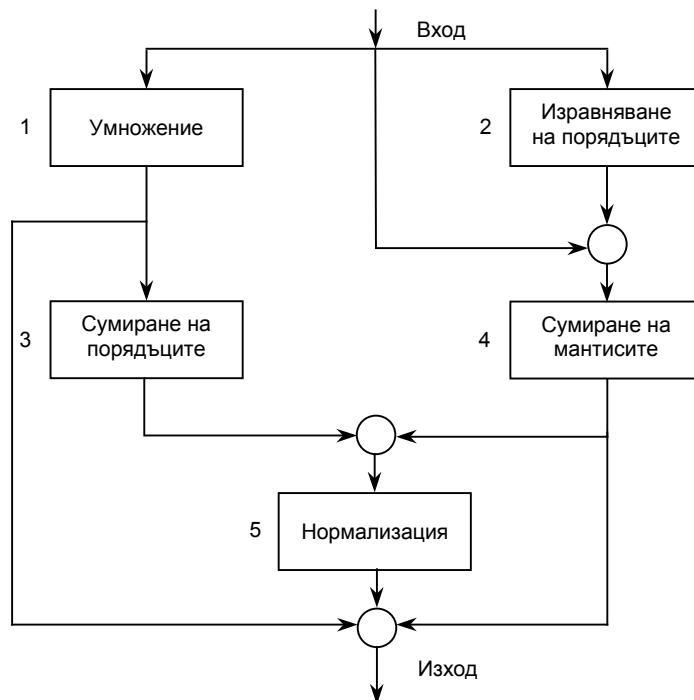 Вход
1
Умножение
2
Изравняване
на порядъците
3
Сумиране на
порядъците
4
Сумиране на
мантисите
5
Нормализация
Изход